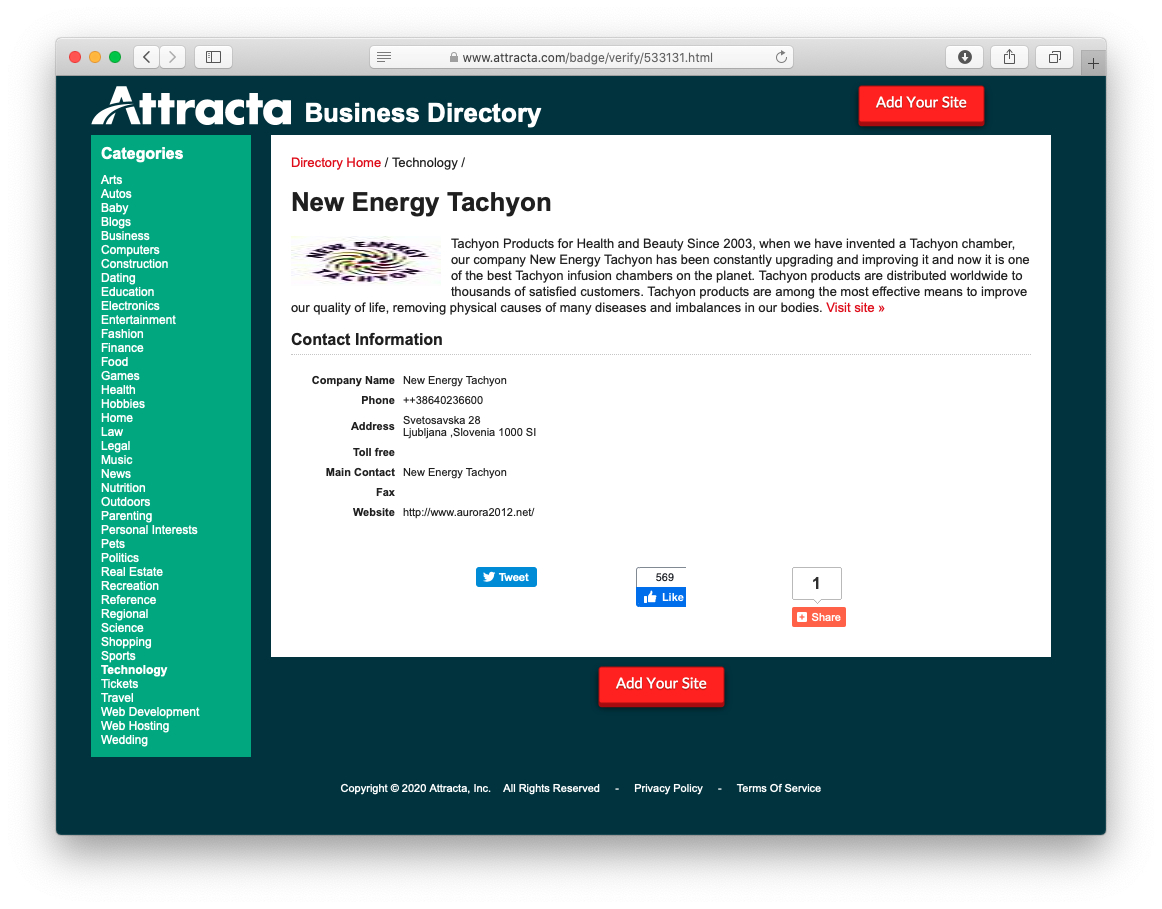 www.attracta.com/badge/verify/533131.html
Attracta Business Directory
Add Your Site
Categories
Arts
Autos
Baby
Blogs
Business
Computers
Construction
Dating
Education
Electronics
Entertainment
Fashion
Finance
Food
Games
Health
Hobbies
Home
Law
Legal
Music
News
Nutrition
Outdoors
Parenting
Personal Interests
Pets
Politics
Real Estate
Recreation
Reference
Regional
Science
Shopping
Sports
Technology
Tickets
Travel
Web Development
Web Hosting
Wedding
Directory Home / Technology /
New Energy Tachyon
NEW ENERGY
TACHYON
Tachyon Products for Health and Beauty Since 2003, when we have invented a Tachyon chamber,
our company New Energy Tachyon has been constantly upgrading and improving it and now it is one
of the best Tachyon infusion chambers on the planet. Tachyon products are distributed worldwide to
thousands of satisfied customers. Tachyon products are among the most effective means to improve
our quality of life, removing physical causes of many diseases and imbalances in our bodies. Visit site »
Contact Information
Company Name New Energy Tachyon
Phone ++38640236600
Address Svetosavska 28
Ljubljana ,Slovenia 1000 SI
Toll free
Main Contact New Energy Tachyon
Fax
Website http://www.aurora2012.net/
Tweet
569
Like
1
Share
Add Your Site
Copyright © 2020 Attracta, Inc. All Rights Reserved - Privacy Policy - Terms Of Service